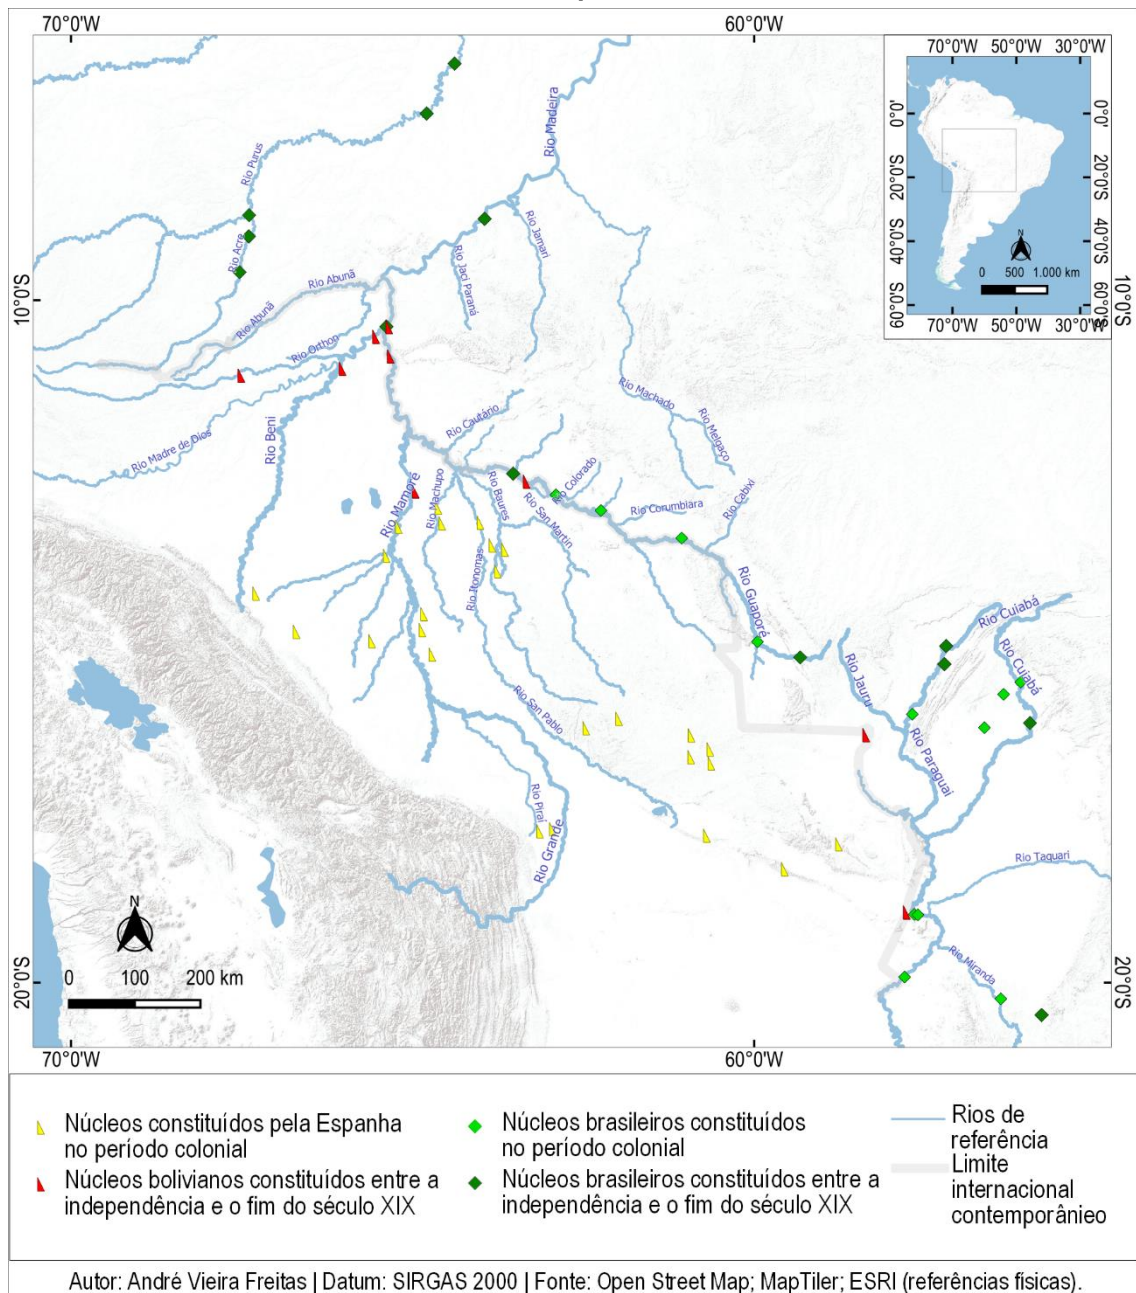 70°0'W
60°0'W
70°0'W 50°0'W 30°0'W
0°0'
20°0'S
40°0'S
60°0'S
0°0'
20°0'S
40°0'S
60°0'S
N
0 500 1.000 km
70°0'W 50°0'W 30°0'W
10°0'S
10°0'S
Rio Madeira
Rio Purus
Rio Acre
Rio Jamari
Rio Jaci Paraná
Rio Abunã
Rio Abunã
Rio Orthon
Rio Madre de Dios
Rio Beni
Rio Cautário
Rio Machado
Rio Melgaço
Rio Mamoré
Rio Machupo
Rio Baures
Rio Colorado
Rio San Martin
Rio Corumbiara
Rio Cabixi
Rio Itonomas
Rio Guaporé
Rio Cuiabá
Rio Cuiabá
Rio Jauru
Rio San Pablo
Rio Paraguai
Rio Piraí
Rio Grande
Rio Taquari
Rio Miranda
N
0 100 200 km
20°0'S
20°0'S
70°0'W
60°0'W
Núcleos constituídos pela Espanha
no período colonial
Núcleos bolivianos constituídos entre a
independência e o fim do século XIX
Núcleos brasileiros constituídos
no período colonial
Núcleos brasileiros constituídos entre a
independência e o fim do século XIX
Rios de
referência
Limite
internacional
contemporânieo
Autor: André Vieira Freitas | Datum: SIRGAS 2000 | Fonte: Open Street Map; MapTiler; ESRI (referências físicas).